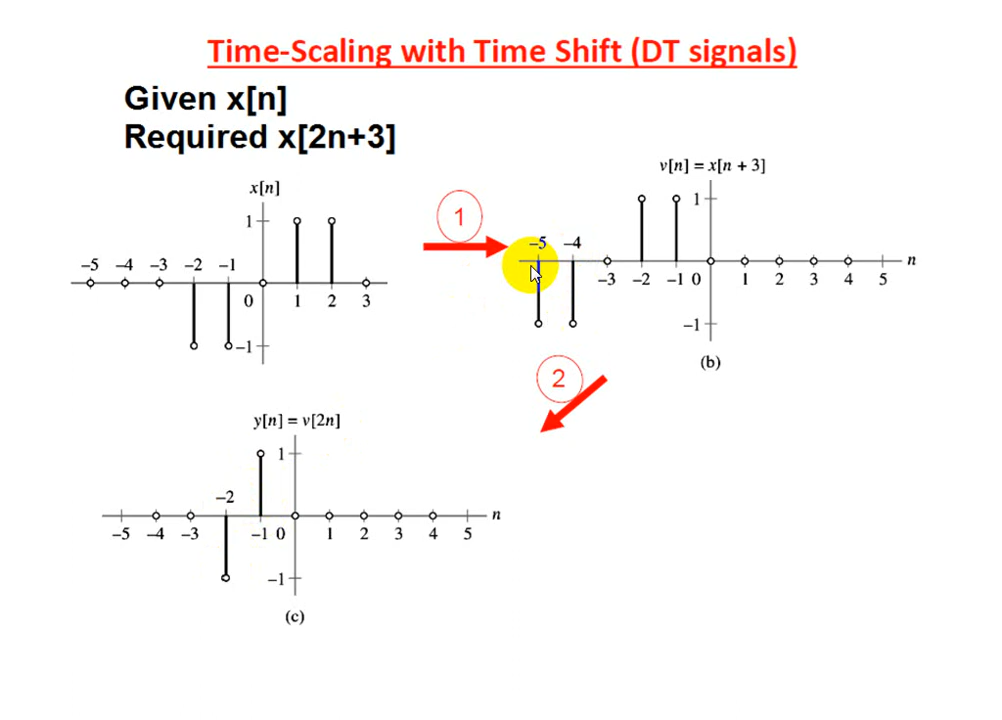 Time-Scaling with Time Shift (DT signals)
Given x[n]
Required x[2n+3]
x[n]
1
–5 –4 –3 –2 –1
0 1 2 3
–1
1
v[n] = x[n + 3]
1
–5 –4
n
–3 –2 –1 0 1 2 3 4 5
–1
(b)
2
y[n] = v[2n]
1
–2
n
–5 –4 –3 –1 0 1 2 3 4 5
–1
(c)